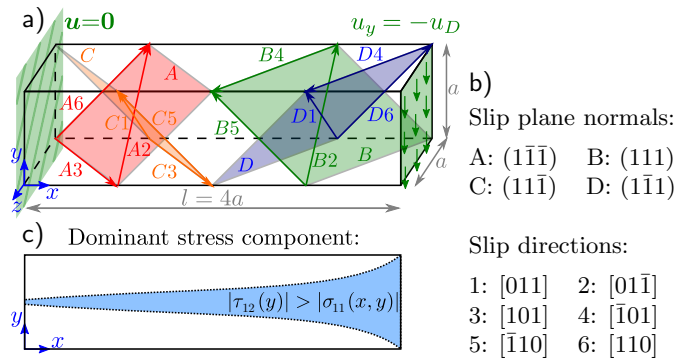 a)
u=0
u_y = −u_D
C
A
B4
D4
A6
C1
C5
B5
D1
D6
A3
A2
C3
D
B2
B
a
a
y
x
z
l = 4a
b)
Slip plane normals:
A: (11̄1̄) B: (111)
C: (111̄) D: (11̄1)
Slip directions:
1: [011] 2: [011̄]
3: [101] 4: [1̄01]
5: [1̄10] 6: [110]
c) Dominant stress component:
|τ₁₂(y)| > |σ₁₁(x, y)|
y
x